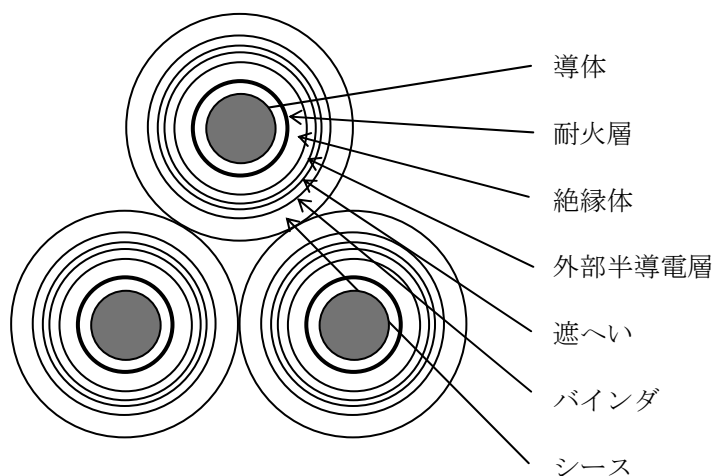 導体
耐火層
絶縁体
外部半導電層
遮へい
バインダ
シース